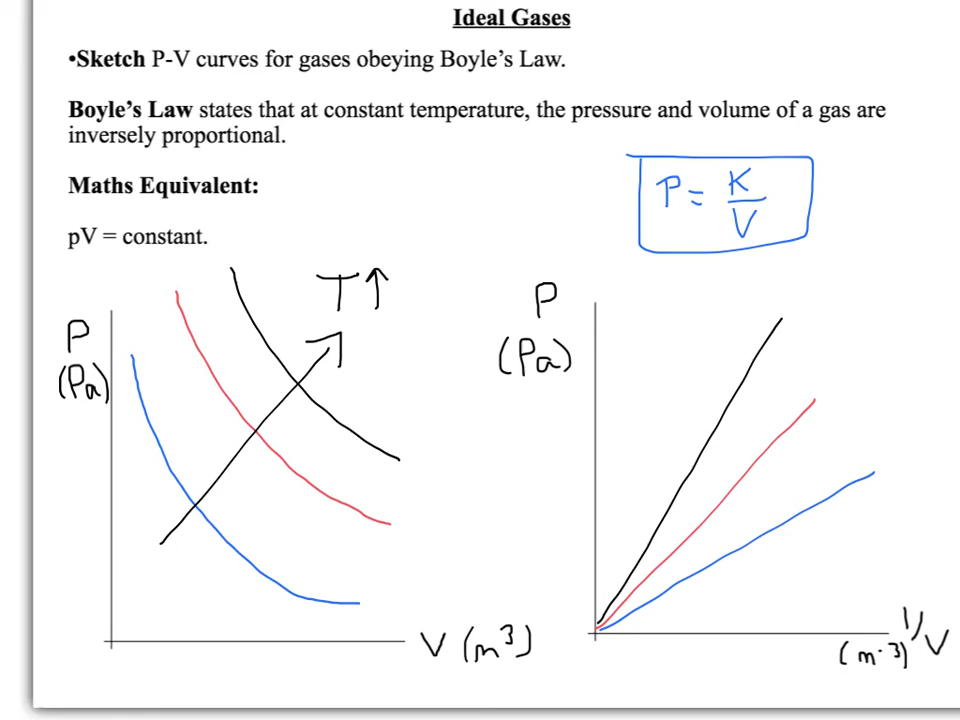 Ideal Gases
•Sketch P-V curves for gases obeying Boyle’s Law.
Boyle’s Law states that at constant temperature, the pressure and volume of a gas are
inversely proportional.
Maths Equivalent:
P = K/V
pV = constant.
T↑
P
(Pa)
V (m³)
P
(Pa)
1/V
(m-3)